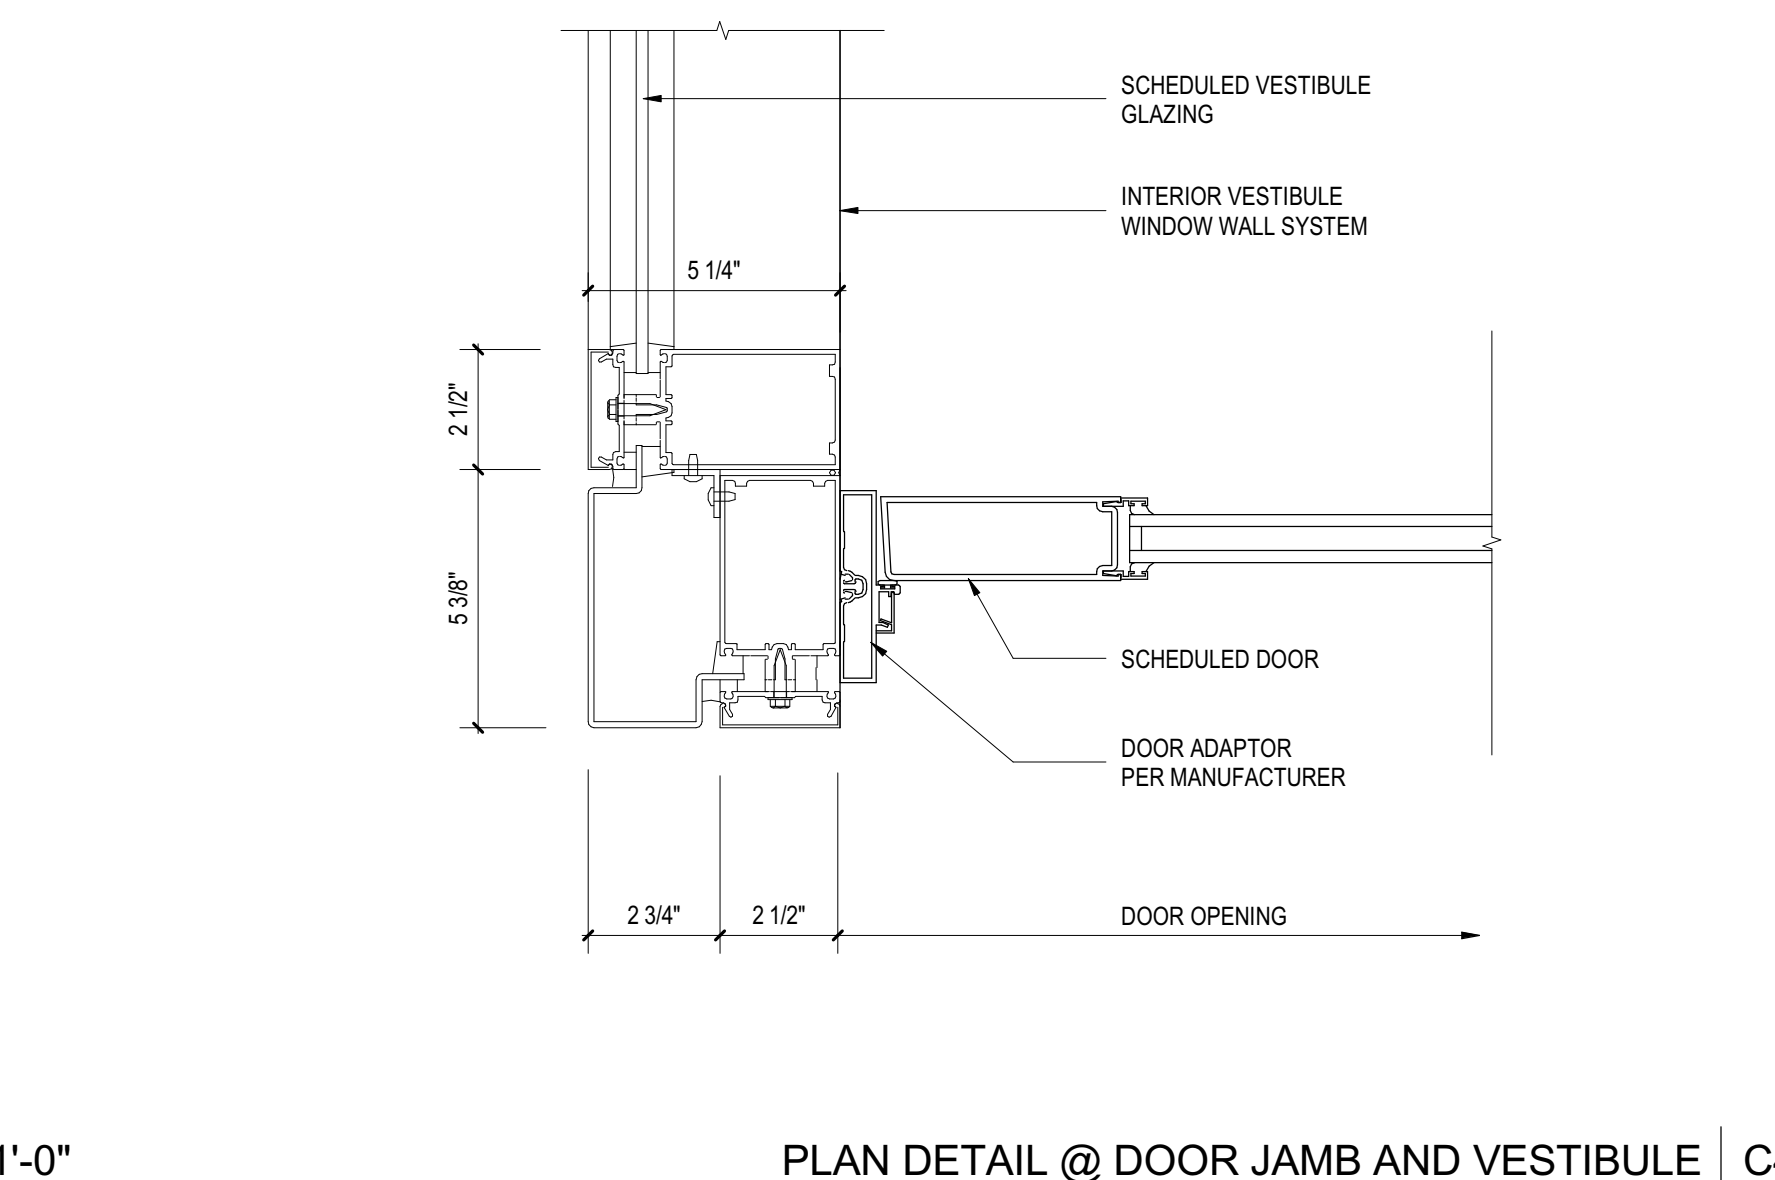 SCHEDULED VESTIBULE
GLAZING
INTERIOR VESTIBULE
WINDOW WALL SYSTEM
5 1/4"
2 1/2"
5 3/8"
SCHEDULED DOOR
DOOR ADAPTOR
PER MANUFACTURER
2 3/4"
2 1/2"
DOOR OPENING
1'-0"
PLAN DETAIL @ DOOR JAMB AND VESTIBULE
C4